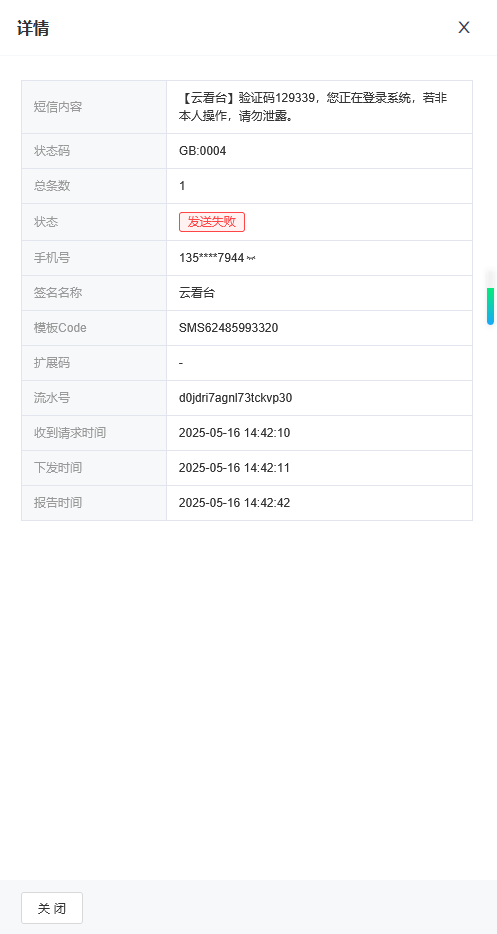 详情
X
短信内容
【云看台】验证码129339，您正在登录系统，若非
本人操作，请勿泄露。
状态码
GB:0004
总条数
1
状态
发送失败
手机号
135****7944
签名名称
云看台
模板Code
SMS62485993320
扩展码
-
流水号
d0jdri7agnl73tckvp30
收到请求时间
2025-05-16 14:42:10
下发时间
2025-05-16 14:42:11
报告时间
2025-05-16 14:42:42
关 闭